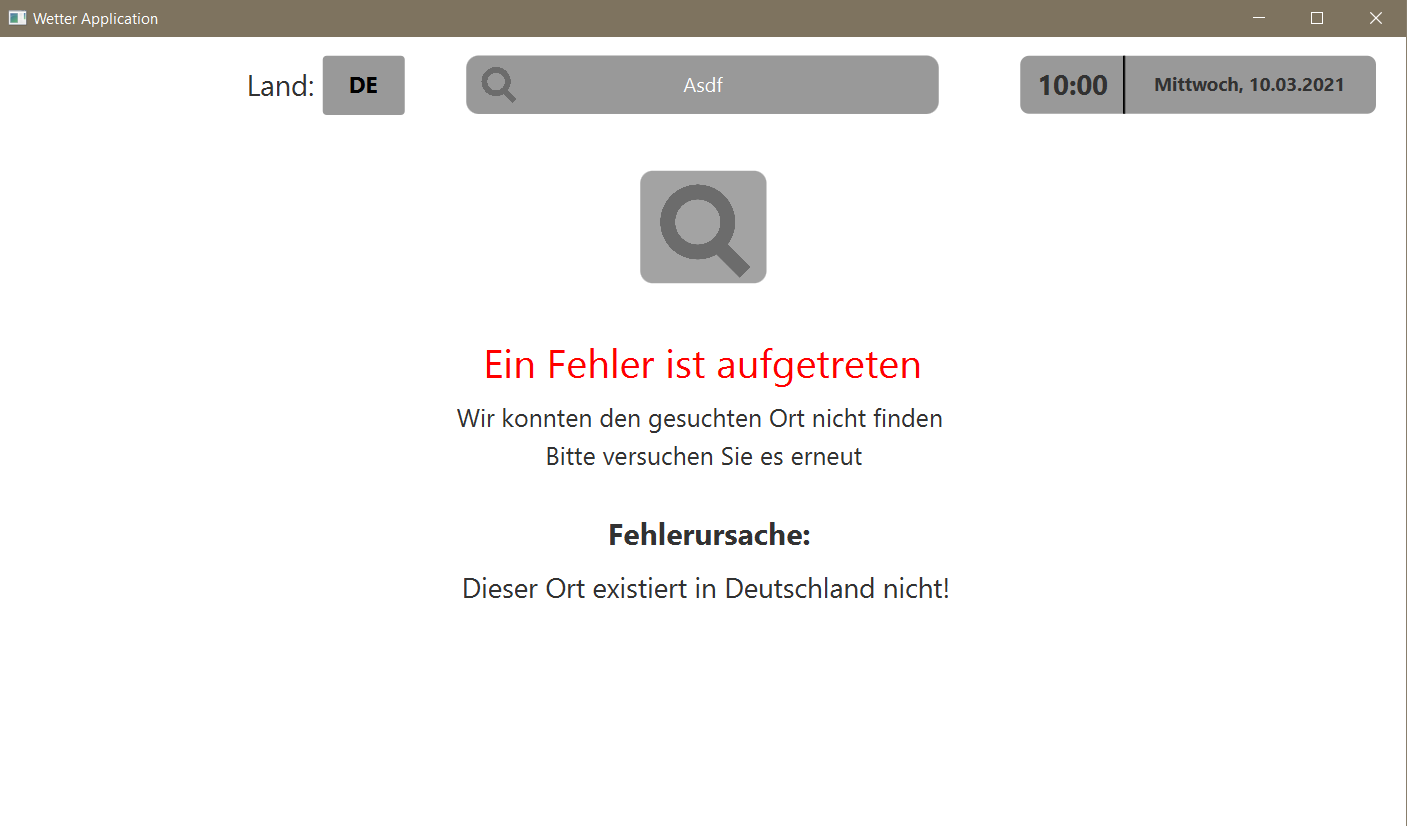 Wetter Application
Land: DE Asdf 10:00 Mittwoch, 10.03.2021
Ein Fehler ist aufgetreten
Wir konnten den gesuchten Ort nicht finden
Bitte versuchen Sie es erneut
Fehlerursache:
Dieser Ort existiert in Deutschland nicht!